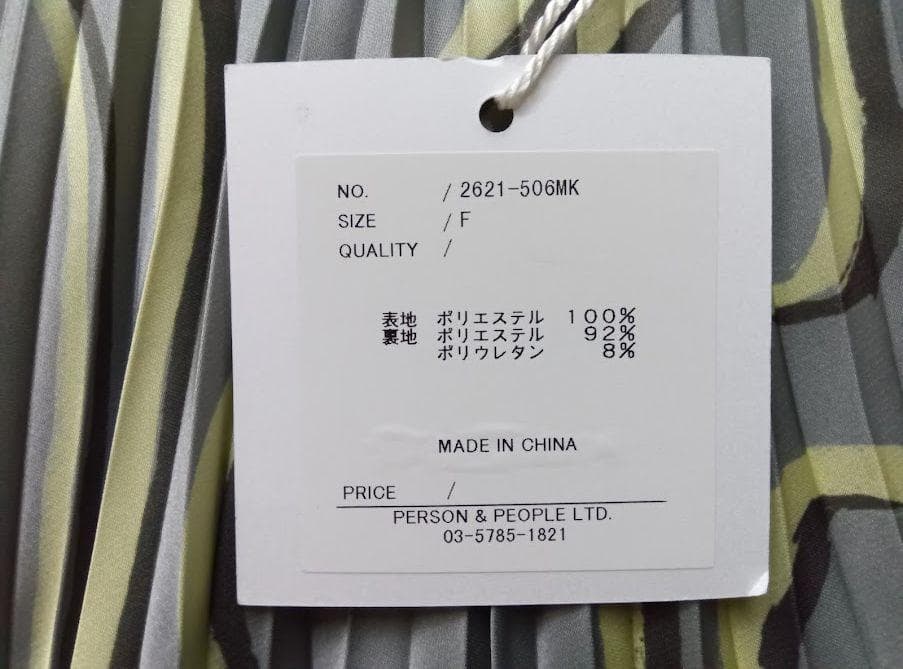 NO. / 2621-506MK
SIZE / F
QUALITY /
表地 ポリエステル 100%
裏地 ポリエステル 92%
ポリウレタン 8%
MADE IN CHINA
PRICE /
PERSON & PEOPLE LTD.
03-5785-1821